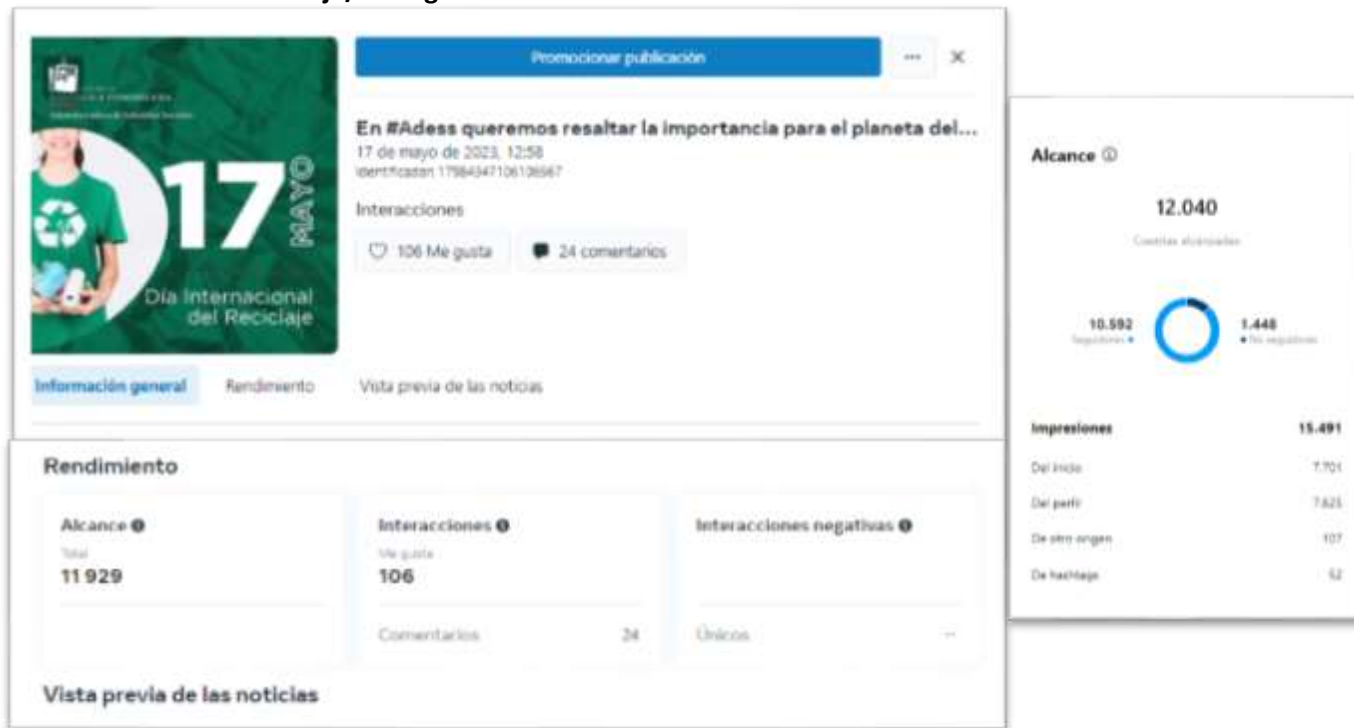 Promocionar publicación
17
MAYO
Día Internacional
del Reciclaje
En #Adess queremos resaltar la importancia para el planeta del...
17 de mayo de 2023, 12:58
Interacciones
106 Me gusta
24 comentarios
Información general
Rendimiento
Vista previa de las noticias
Rendimiento
Alcance
Total
11 929
Interacciones
Me gusta
106
Comentarios 24
Interacciones negativas
Únicos --
Vista previa de las noticias
Alcance
12.040
Cuentas alcanzadas
10.592
Seguidores
1.448
No seguidores
Impresiones 15.491
Del inicio 7.701
Del perfil 7.625
De otro origen 107
De hashtags